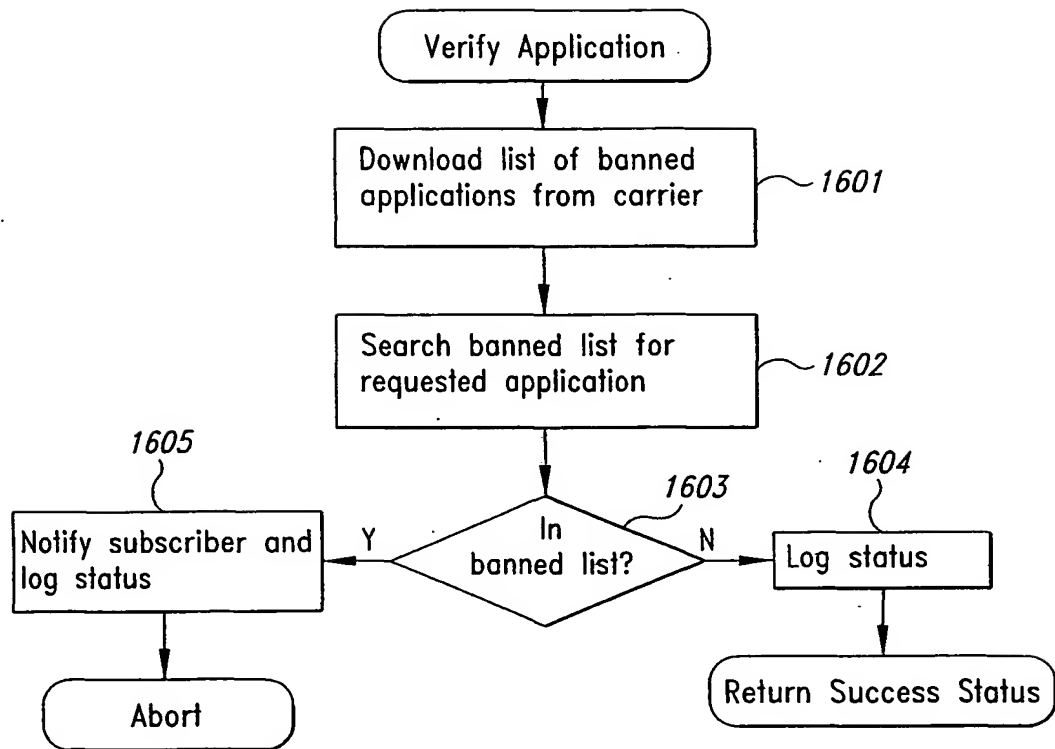 Verify Application
Download list of banned
applications from carrier
1601
Search banned list for
requested application
1602
1605
1603
1604
Notify subscriber and
log status
Y
In
banned list?
N
Log status
Abort
Return Success Status